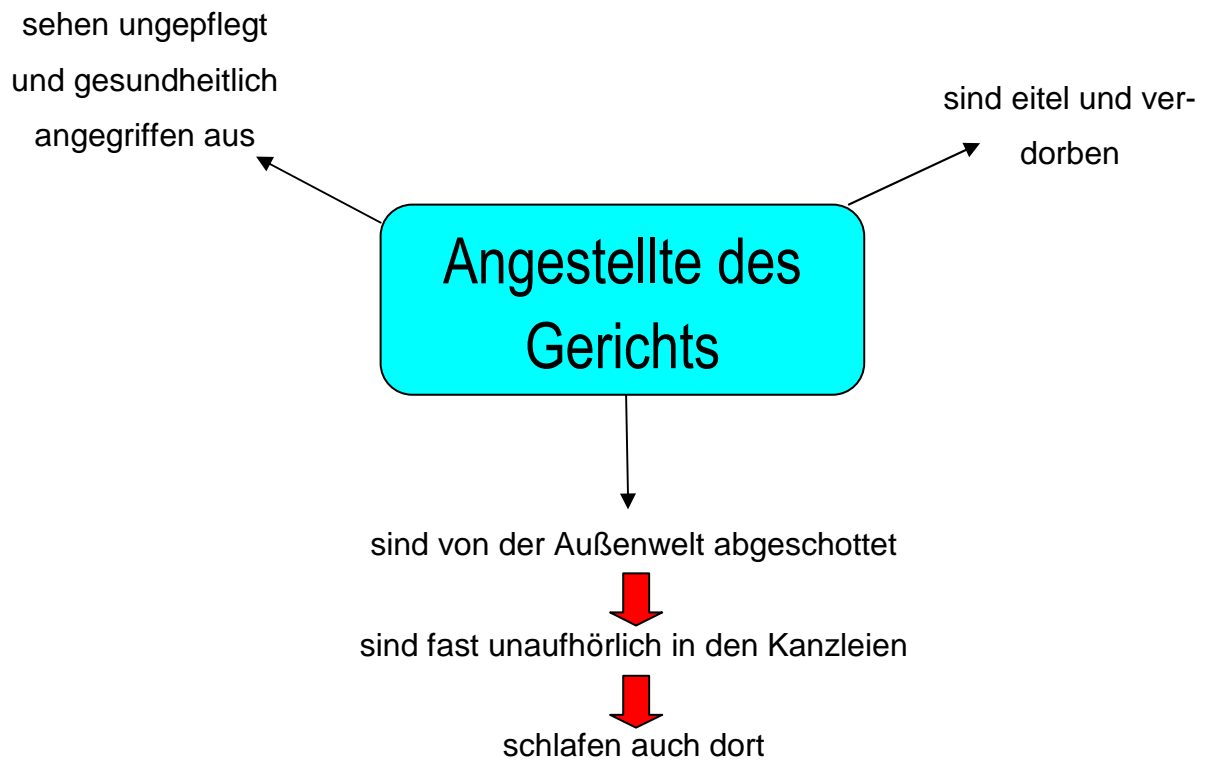 sehen ungepflegt
und gesundheitlich
angegriffen aus
sind eitel und ver-
dorben
Angestellte des
Gerichts
sind von der Außenwelt abgeschottet
sind fast unaufhörlich in den Kanzleien
schlafen auch dort